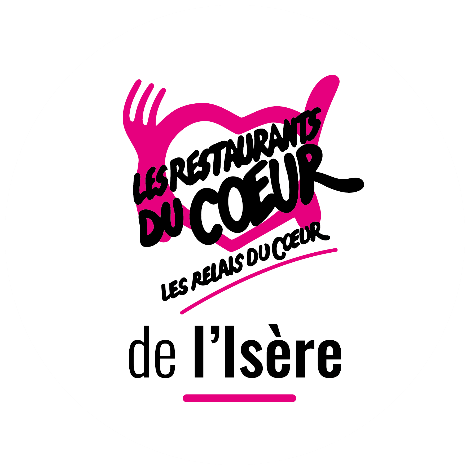 LES RESTAURANTS
DU COEUR
LES RELAIS DU CŒUR
de l'Isère